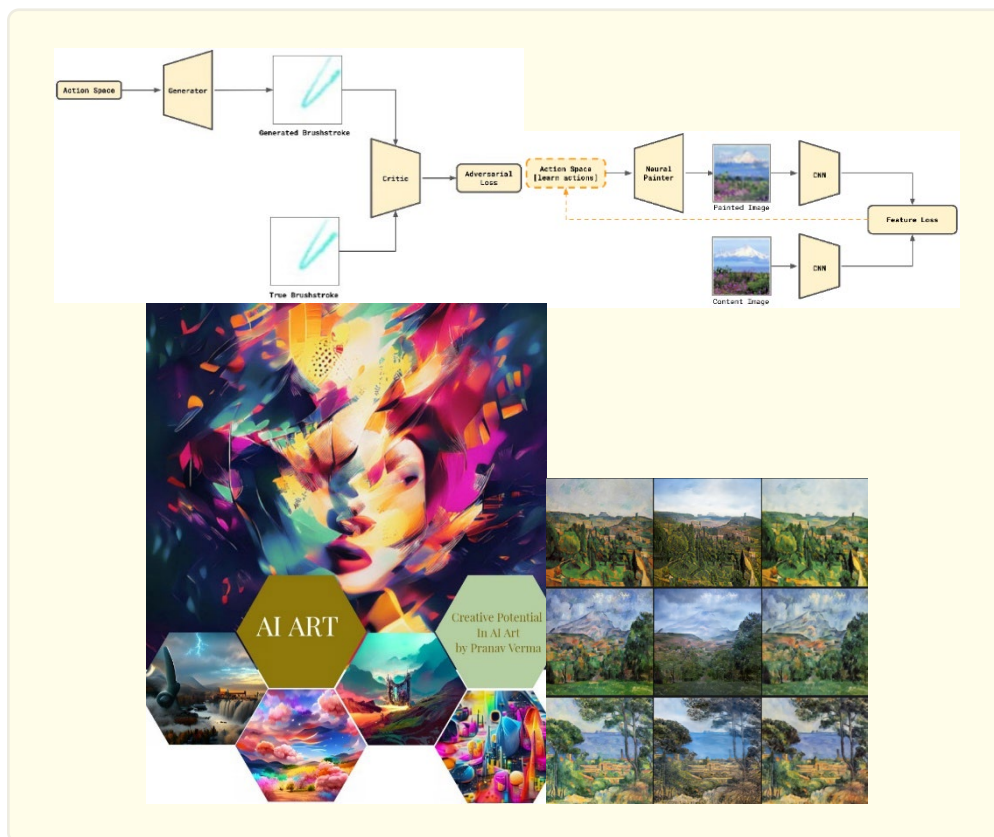 Action Space
Generator
Generated Brushstroke
Critic
Adversarial
Loss
True Brushstroke
Action Space
[learn actions]
Neural
Painter
Painted Image
CNN
Feature Loss
CNN
Content Image
AI ART
Creative Potential
In AI Art
by Pranav Verma